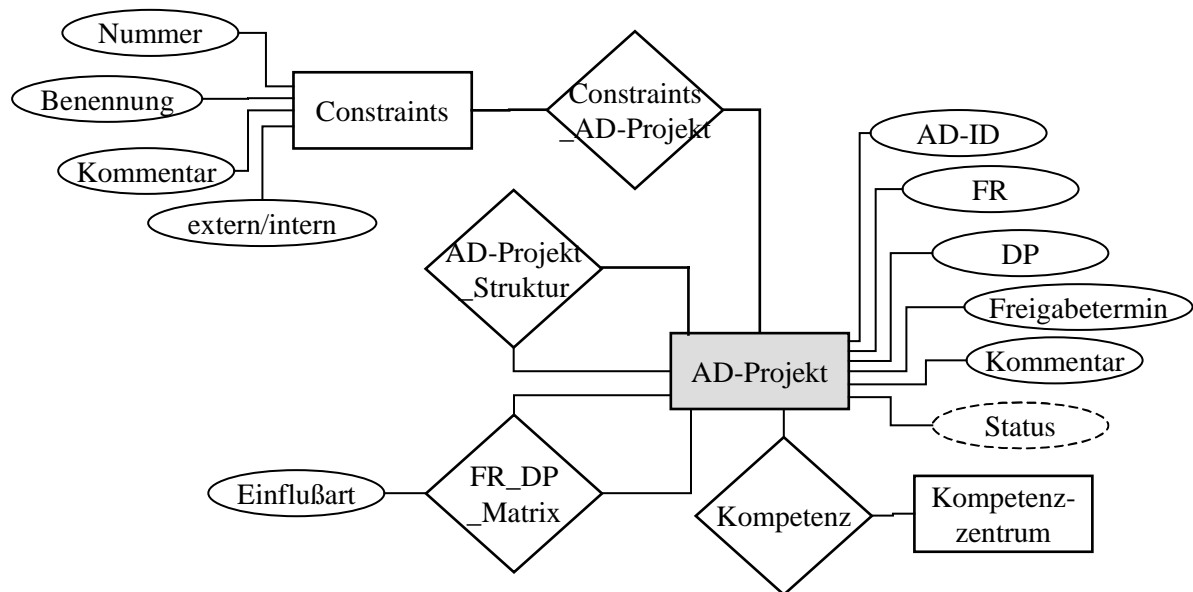 Nummer
Benennung
Kommentar
extern/intern
Constraints
Constraints
_AD-Projekt
AD-Projekt
_Struktur
AD-ID
FR
DP
Freigabetermin
Kommentar
Status
AD-Projekt
Einflußart
FR_DP
_Matrix
Kompetenz
Kompetenz-
zentrum